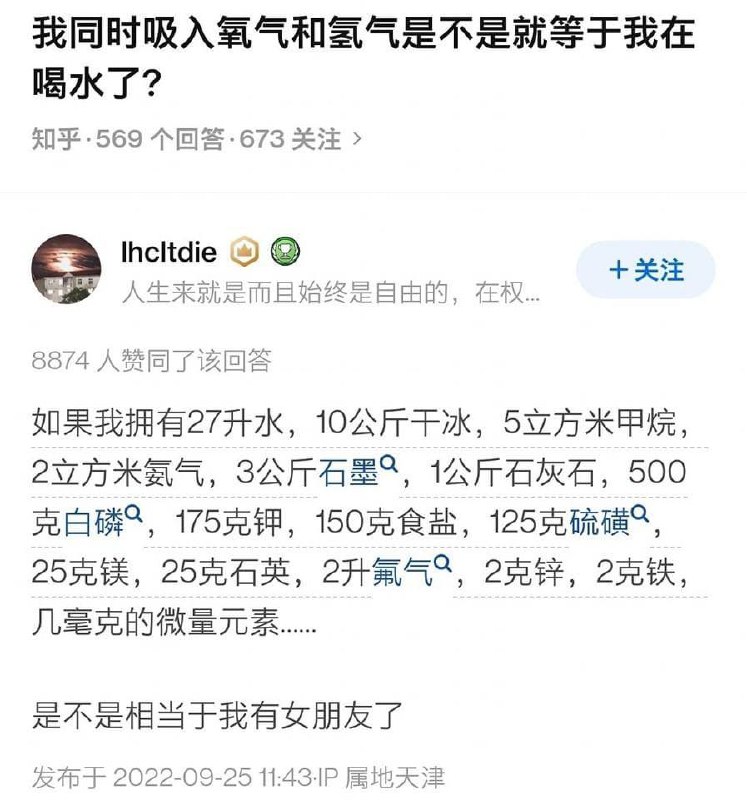 我同时吸入氧气和氢气是不是就等于我在
喝水了?
知乎·569 个回答·673 关注 >
lhcltdie
+关注
人生来就是而且始终是自由的，在权...
8874 人赞同了该回答
如果我拥有27升水，10公斤干冰，5立方米甲烷，
2立方米氨气，3公斤石墨，1公斤石灰石，500
克白磷，175克钾，150克食盐，125克硫磺，
25克镁，25克石英，2升氟气，2克锌，2克铁，
几毫克的微量元素......
是不是相当于我有女朋友了
发布于 2022-09-25 11:43·IP 属地天津